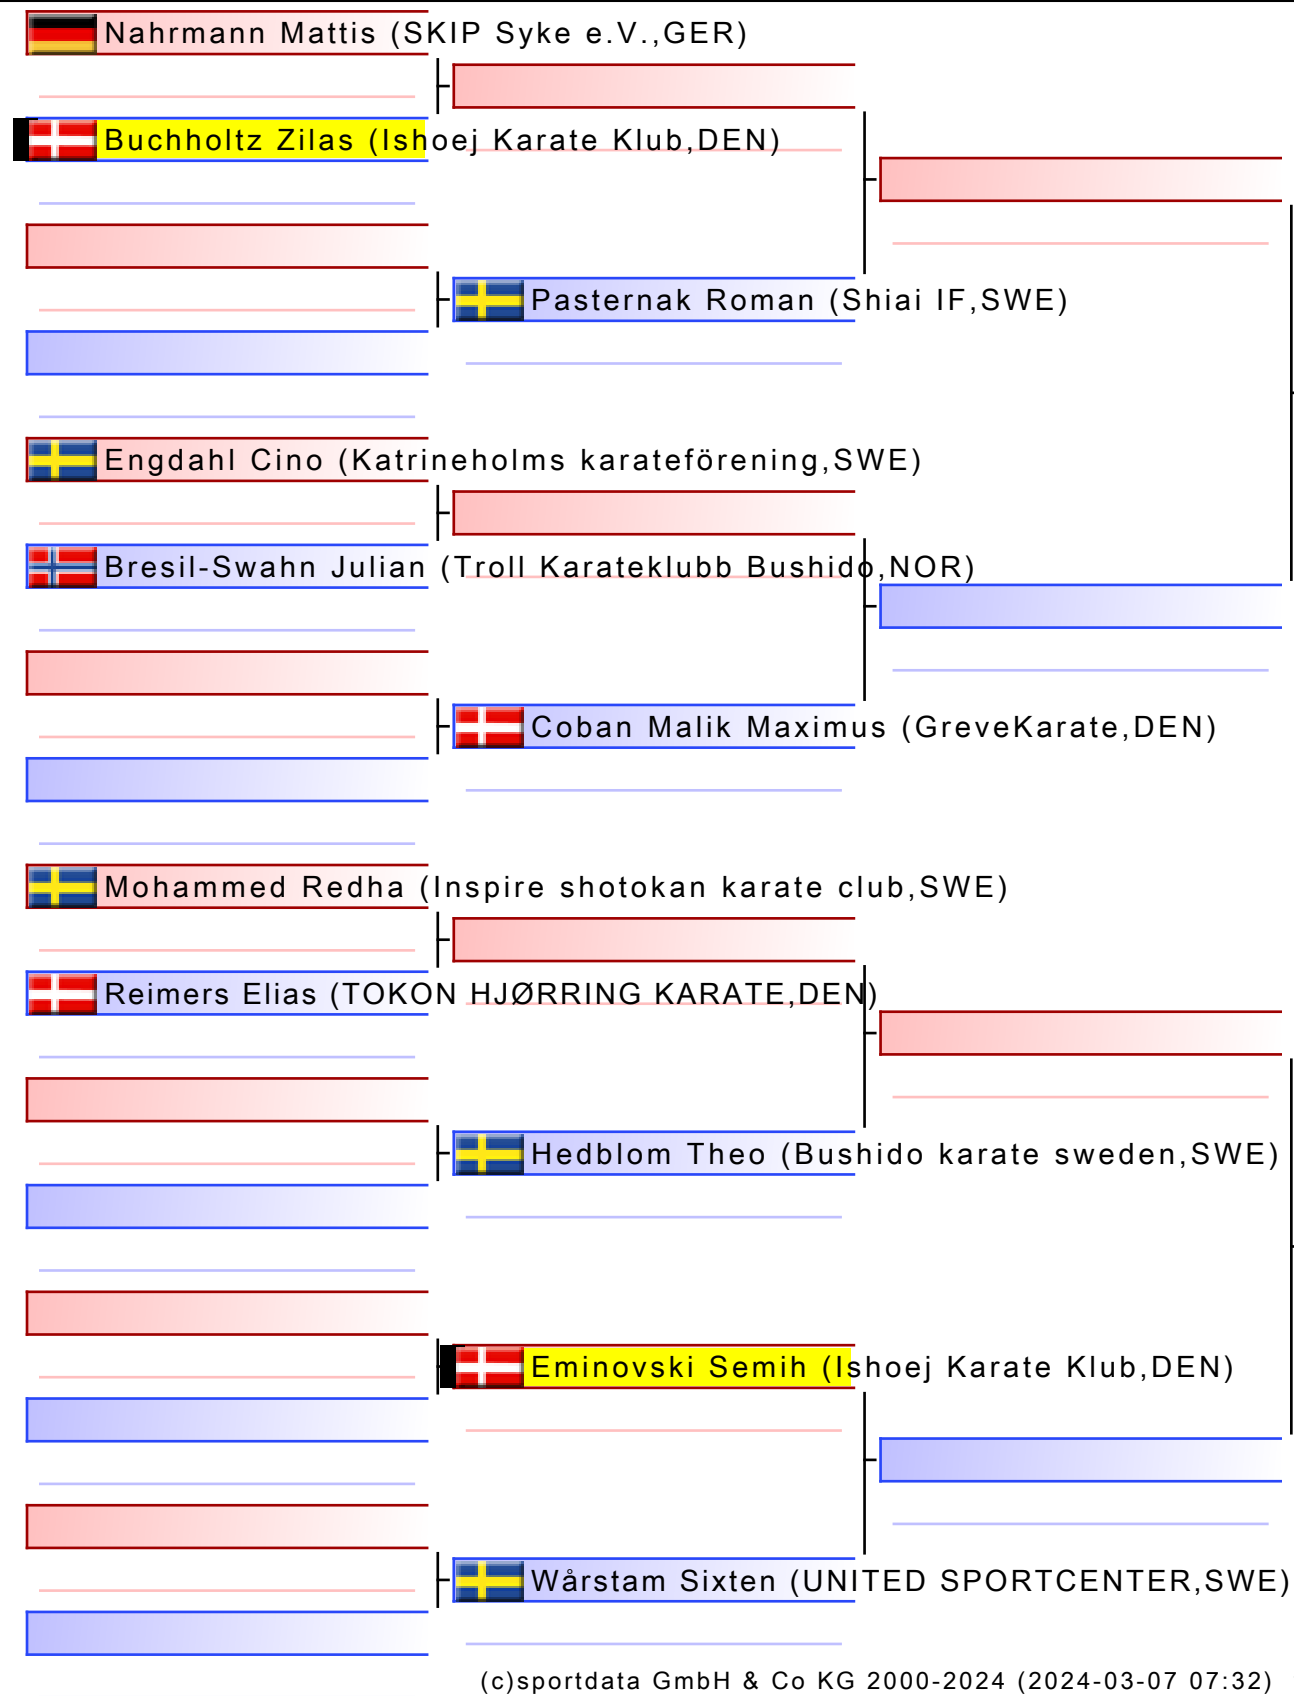 Nahrmann Mattis (SKIP Syke e.V.,GER)
Buchholtz Zilas (Ishoej Karate Klub,DEN)
Pasternak Roman (Shiai IF,SWE)
Engdahl Cino (Katrineholms karateförening,SWE)
Bresil-Swahn Julian (Troll Karateklubb Bushido,NOR)
Coban Malik Maximus (GreveKarate,DEN)
Mohammed Redha (Inspire shotokan karate club,SWE)
Reimers Elias (TOKON HJØRRING KARATE,DEN)
Hedblom Theo (Bushido karate sweden,SWE)
Eminovski Semih (Ishoej Karate Klub,DEN)
Wårstam Sixten (UNITED SPORTCENTER,SWE)
(c)sportdata GmbH & Co KG 2000-2024 (2024-03-07 07:32)